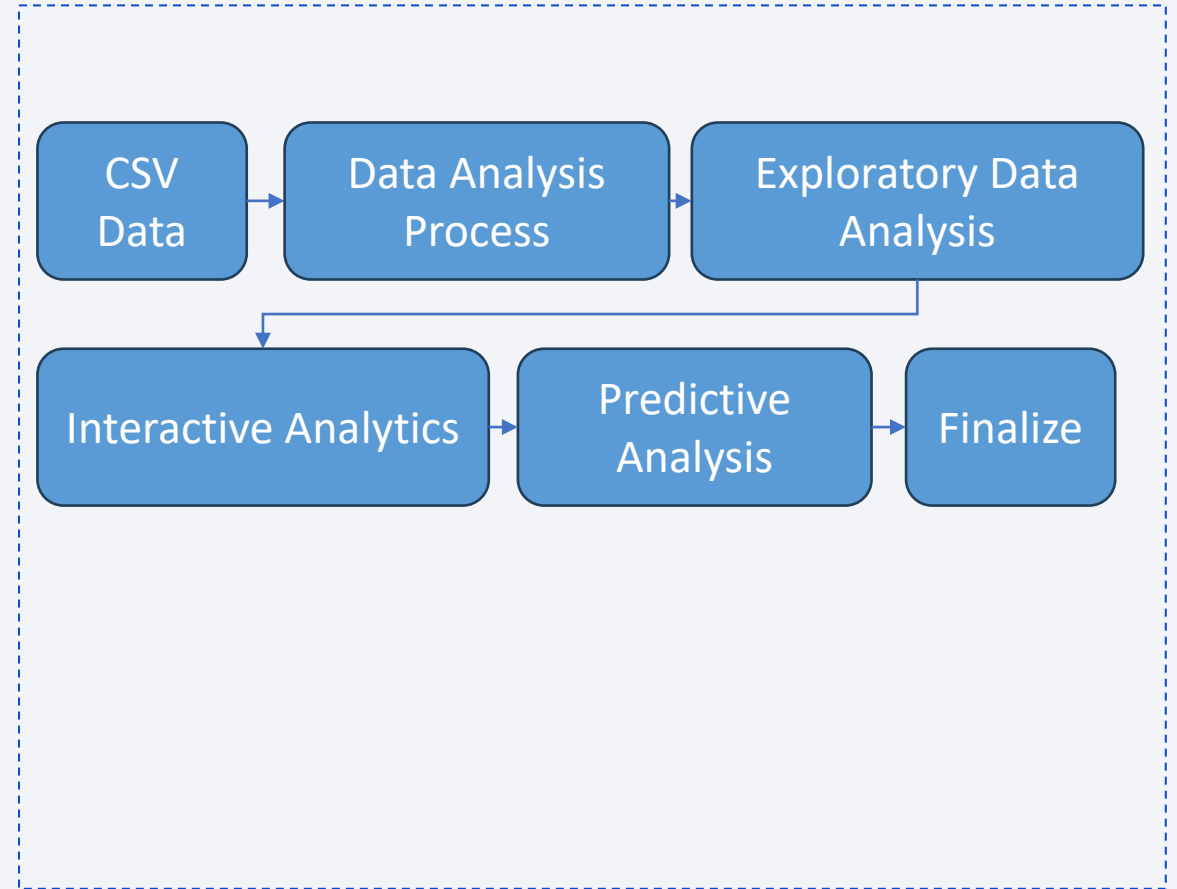 CSV
Data
Data Analysis
Process
Exploratory Data
Analysis
Interactive Analytics
Predictive
Analysis
Finalize